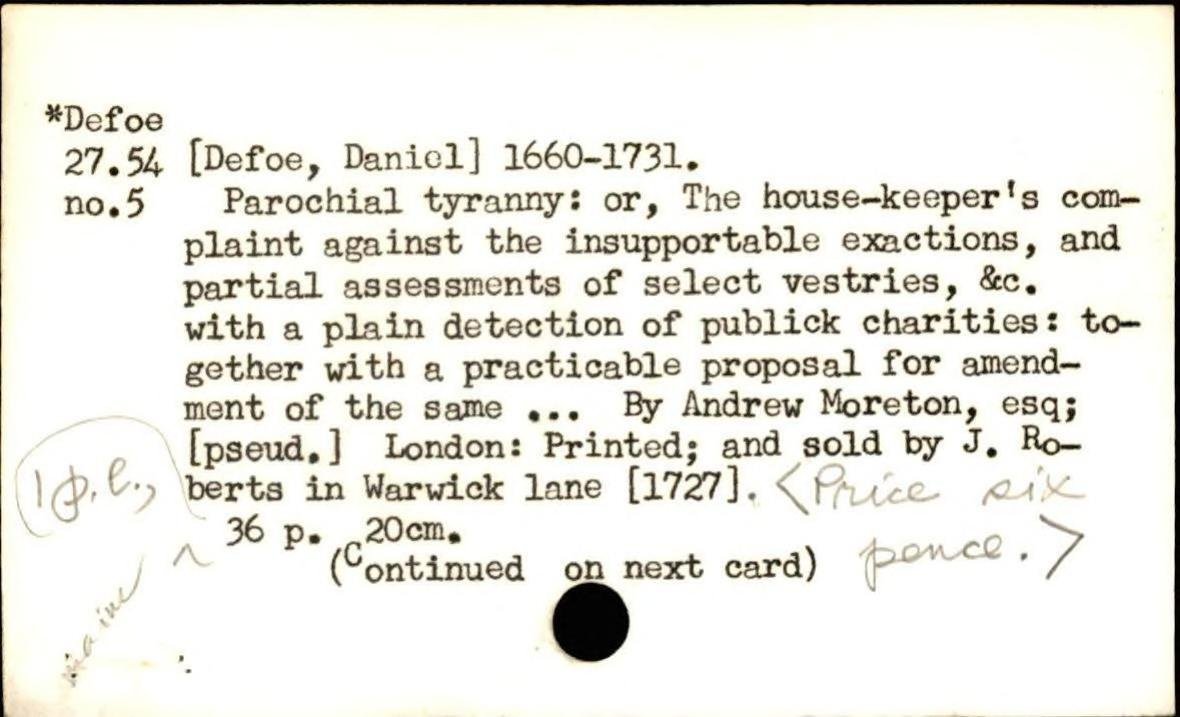 *Defoe
27.54 [Defoe, Daniel] 1660-1731.
no.5 Parochial tyranny: or, The house-keeper's com-
plaint against the insupportable exactions, and
partial assessments of select vestries, &c.
with a plain detection of publick charities: to-
gether with a practicable proposal for amend-
ment of the same ... By Andrew Moreton, esq;
[pseud.] London: Printed; and sold by J. Ro-
berts in Warwick lane [1727]. <Price six
pence.>
1 p.l.,
36 p. 20cm.
(Continued on next card)